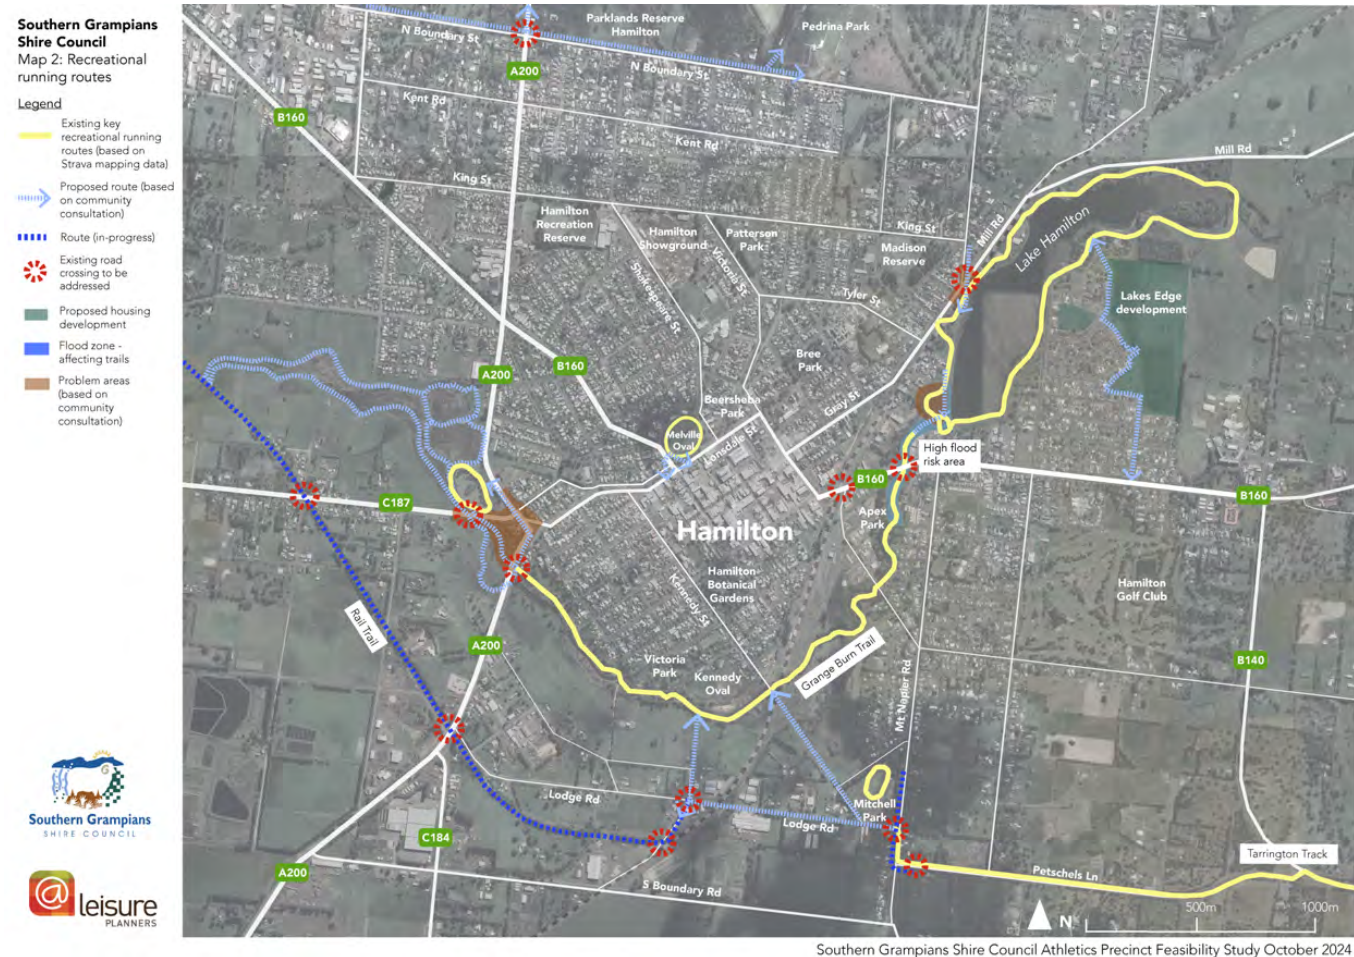 Southern Grampians
Shire Council
Map 2: Recreational
running routes
Legend
Existing key
recreational running
routes (based on
Strava mapping data)
Proposed route (based
on community
consultation)
Route (in-progress)
Existing road
crossing to be
addressed
Proposed housing
development
Flood zone -
affecting trails
Problem areas
(based on
community
consultation)
Parklands Reserve
Hamilton
Pedrina Park
N Boundary St
N Boundary St
A200
B160
Kent Rd
Kent Rd
Mill Rd
King St
King St
Hamilton
Recreation
Reserve
Hamilton
Showground
Patterson
Park
Madison
Reserve
Mill Rd
Lake Hamilton
Shakespeare St
Victoria St
Tyler St
Lakes Edge
development
A200
B160
Bree
Park
Beersheba
Park
Gray St
Melville
Oval
Lonsdale St
High flood
risk area
C187
B160
B160
Apex
Park
Hamilton
Hamilton
Botanical
Gardens
Kennedy St
Hamilton
Golf Club
Rail Trail
A200
Victoria
Park
Kennedy
Oval
Grange Burn Trail
Mt Napier Rd
B140
Lodge Rd
Lodge Rd
Mitchell
Park
C184
A200
S Boundary Rd
Petschels Ln
Tarrington Track
N
500m
1000m
Southern Grampians
SHIRE COUNCIL
@leisure
PLANNERS
Southern Grampians Shire Council Athletics Precinct Feasibility Study October 2024